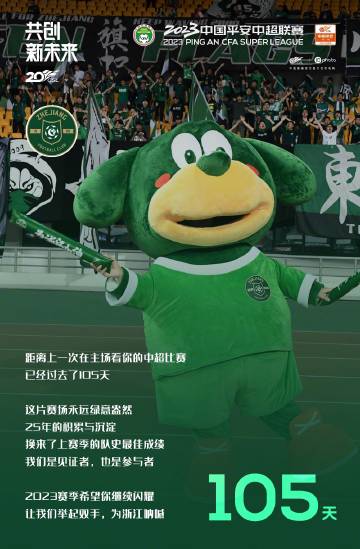 共创
新未来
20
2023中国平安中超联赛
2023 PING AN CFA SUPER LEAGUE
photo
ZHEJIANG
FOOTBALL CLUB
東
距离上一次在主场看你的中超比赛
已经过去了105天
这片赛场永远绿意盎然
25年的积累与沉淀
换来了上赛季的队史最佳成绩
我们是见证者，也是参与者
2023赛季希望你继续闪耀
让我们举起双手，为浙江呐喊
105天